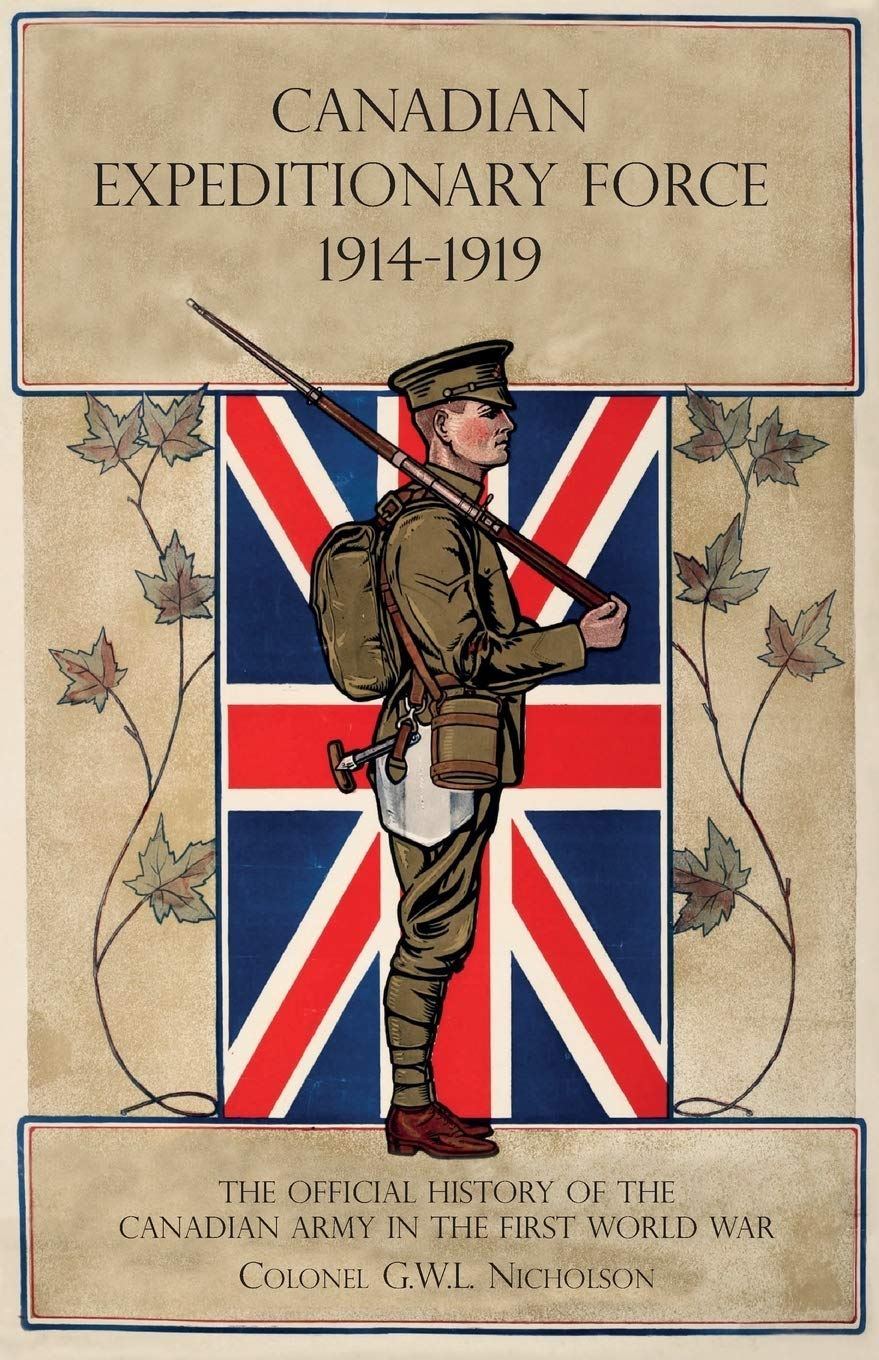 CANADIAN
EXPEDITIONARY FORCE
1914-1919
THE OFFICIAL HISTORY OF THE
CANADIAN ARMY IN THE FIRST WORLD WAR
COLONEL G.W.L. NICHOLSON